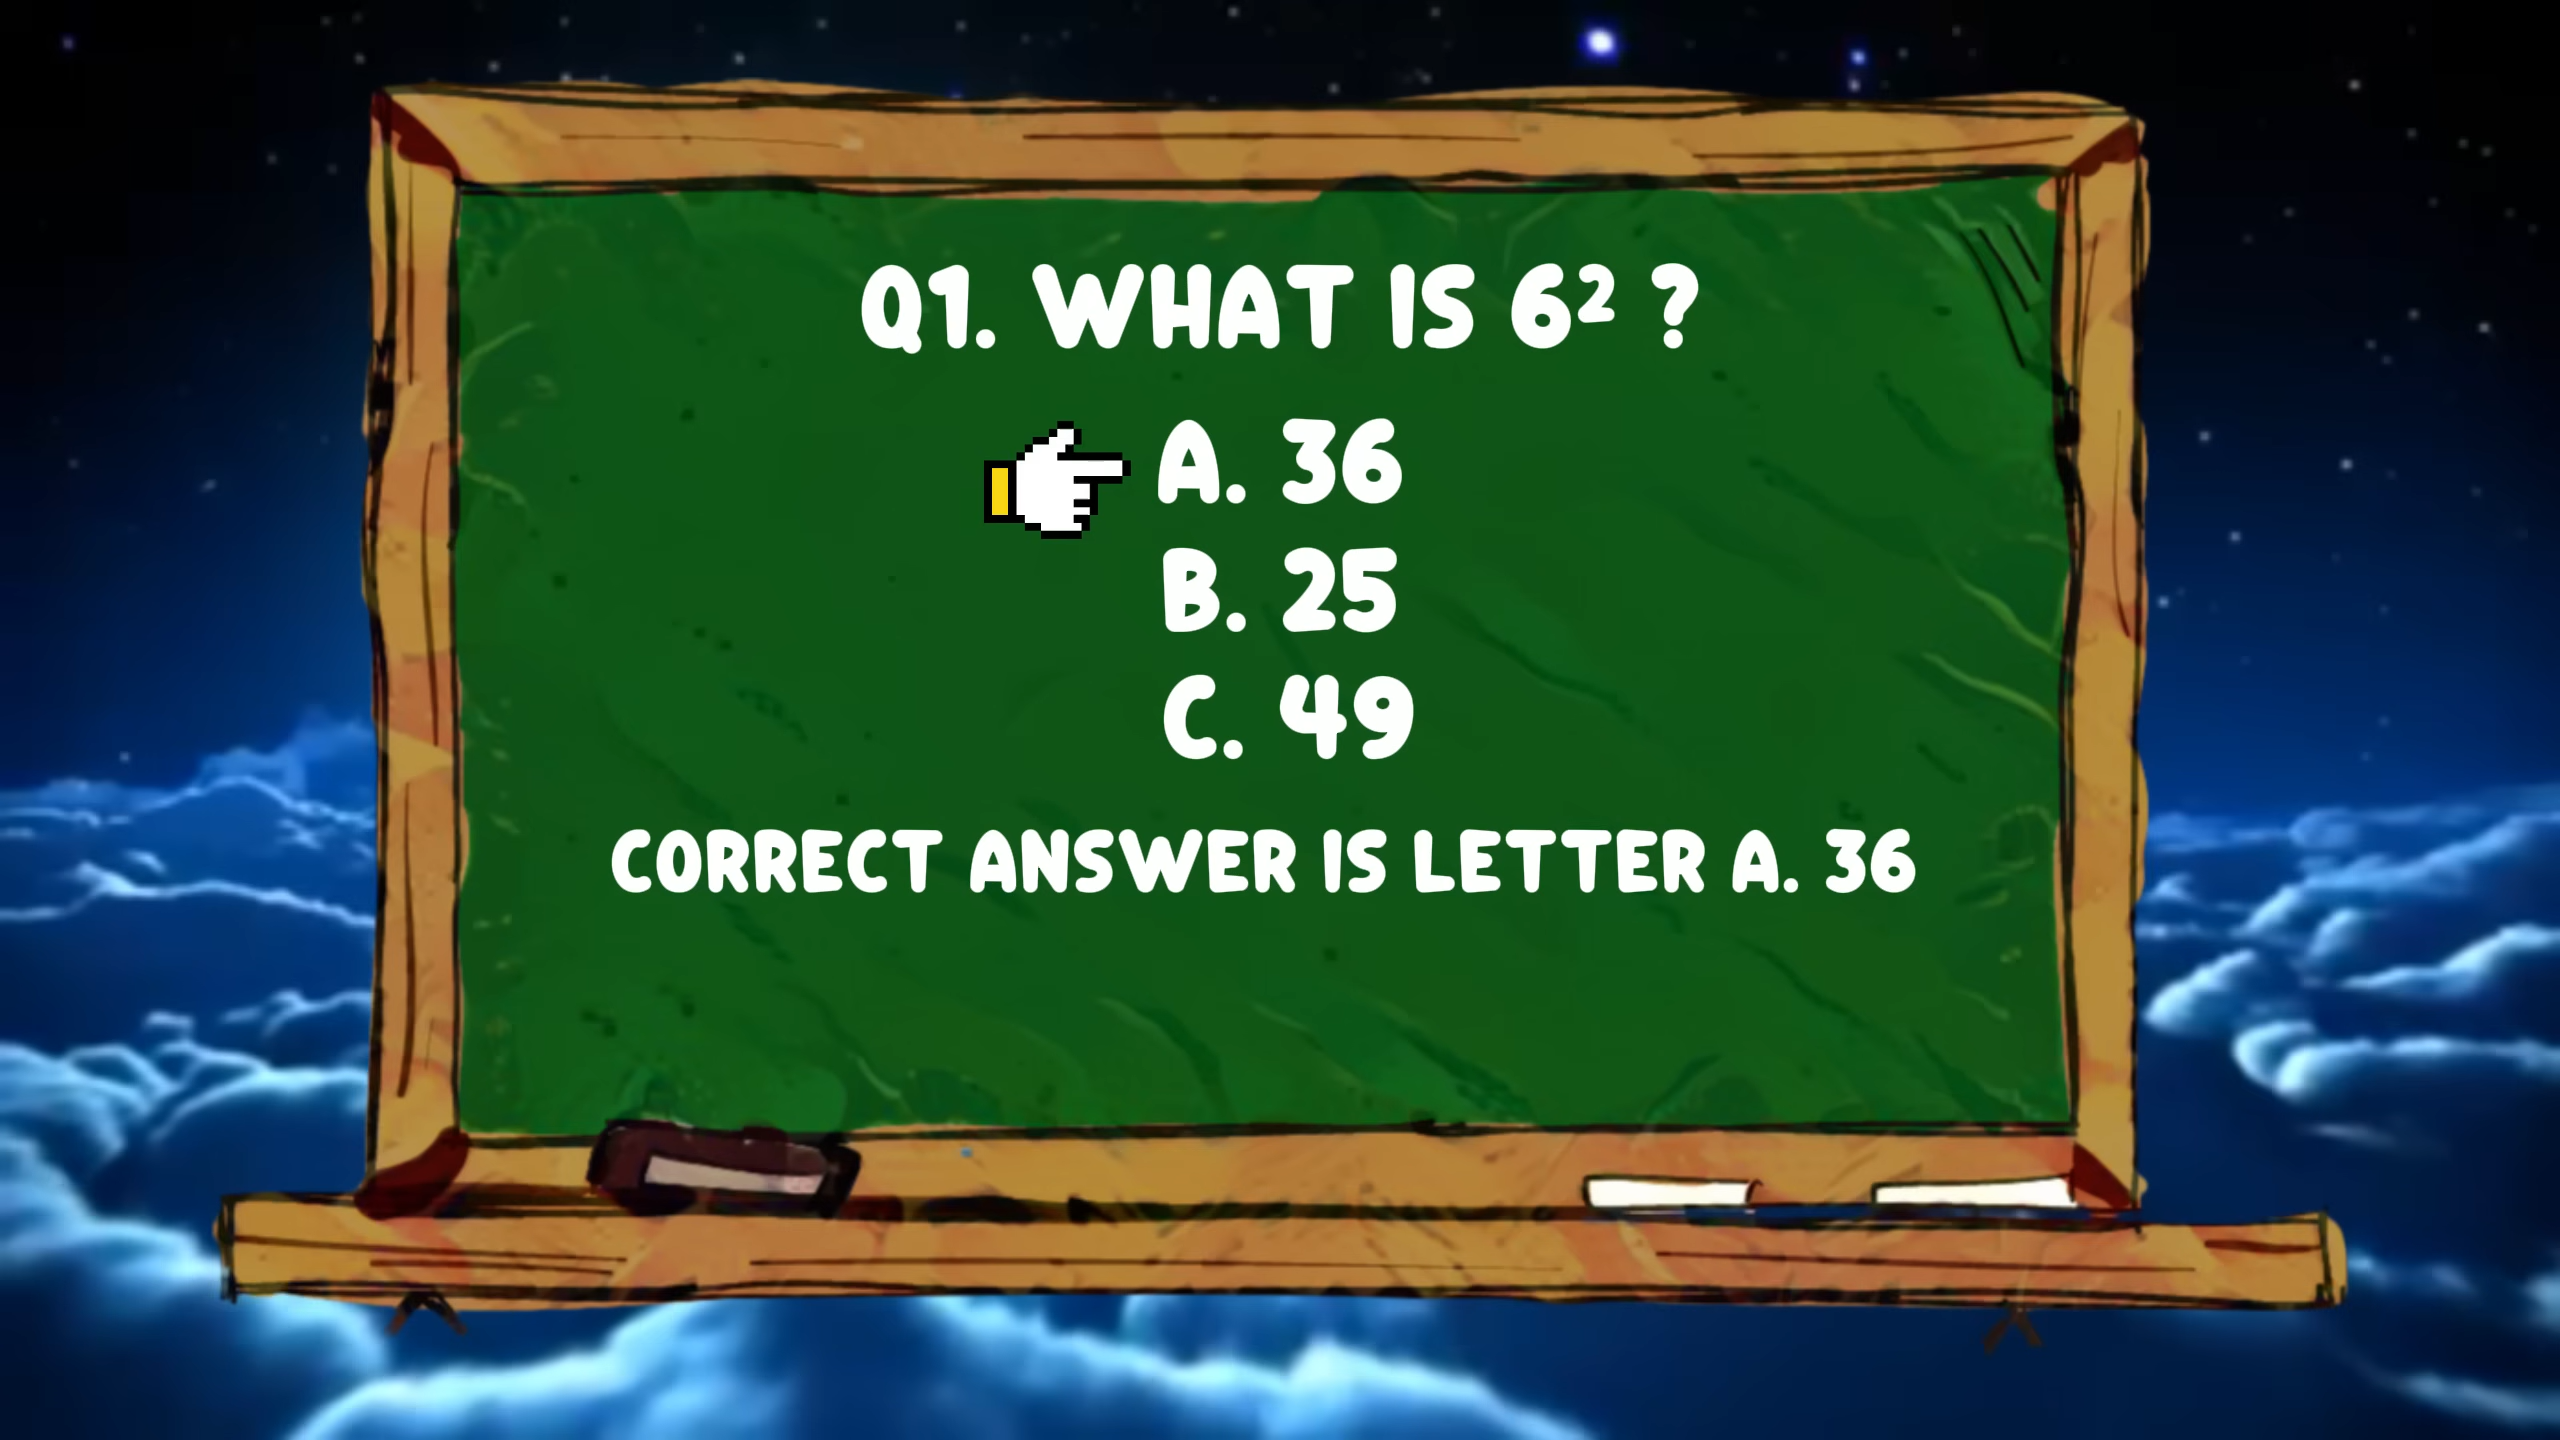 Q1. WHAT IS 6² ?
A. 36
B. 25
C. 49
CORRECT ANSWER IS LETTER A. 36